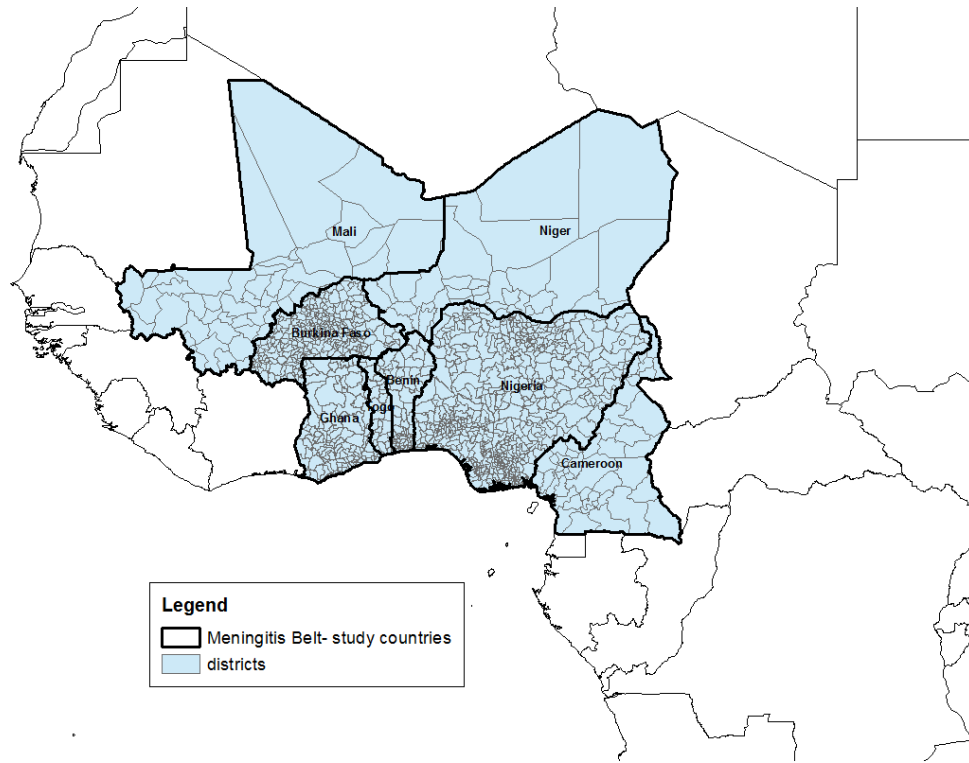 Mali
Niger
Burkina Faso
Benin
Nigeria
Togo
Ghana
Cameroon
Legend
Meningitis Belt- study countries
districts